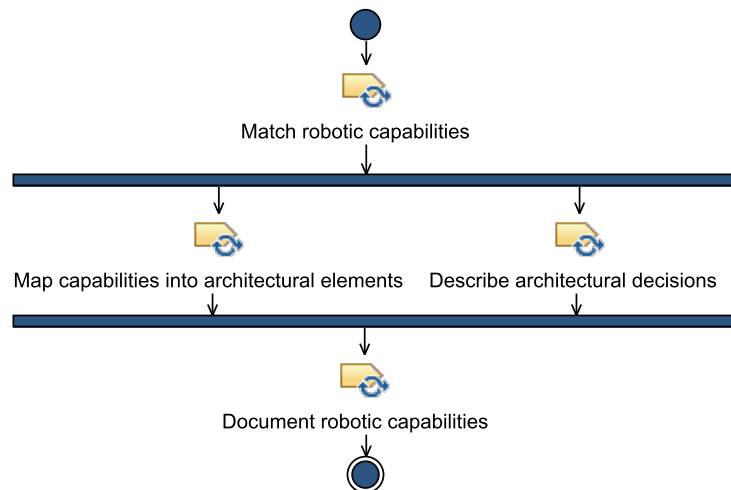 Match robotic capabilities
Map capabilities into architectural elements
Describe architectural decisions
Document robotic capabilities